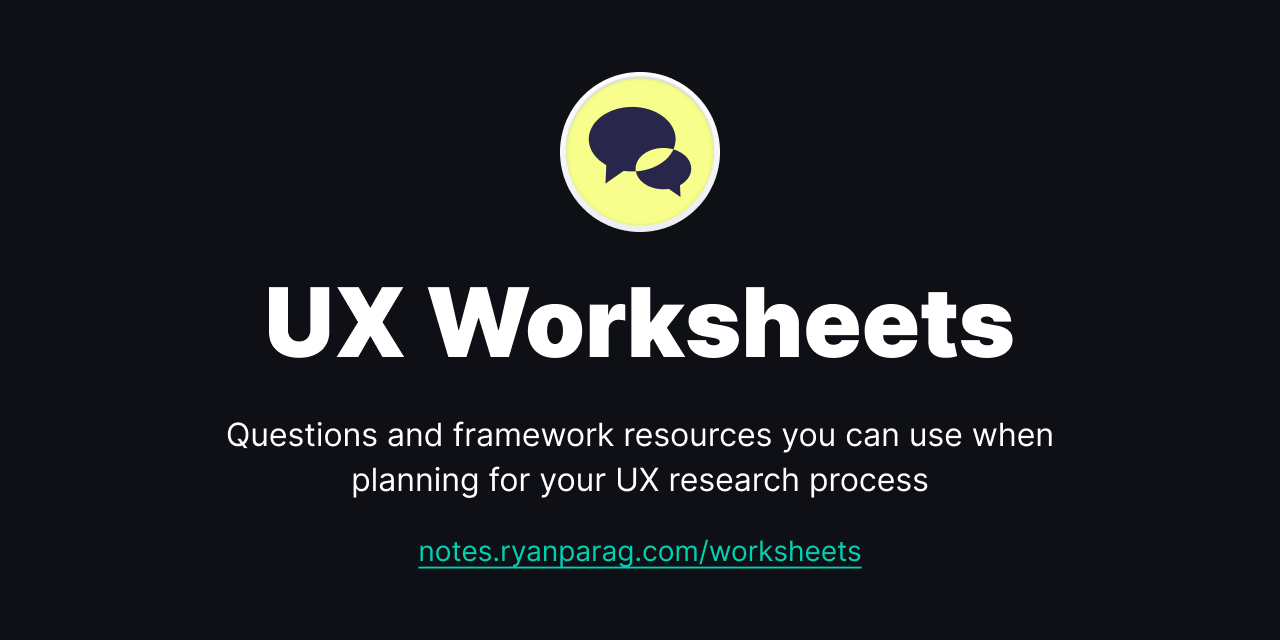 UX Worksheets
Questions and framework resources you can use when
planning for your UX research process
notes.ryanparag.com/worksheets